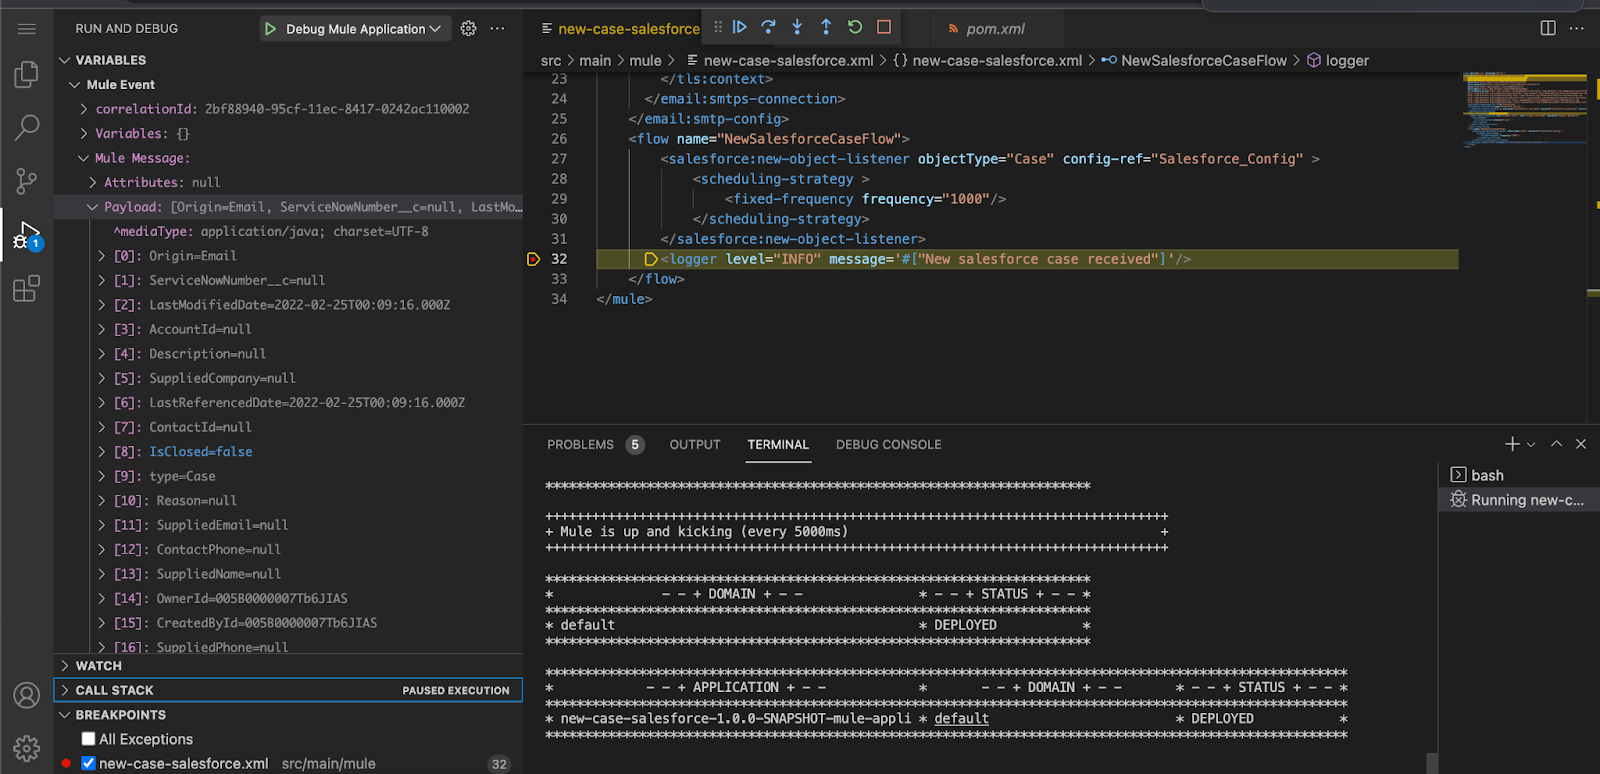 RUN AND DEBUG
Debug Mule Application
VARIABLES
Mule Event
correlationId: 2bf88940-95cf-11ec-8417-0242ac110002
Variables: {}
Mule Message:
Attributes: null
Payload: [Origin=Email, ServiceNowNumber__c=null, LastMo…
^mediaType: application/java; charset=UTF-8
[0]: Origin=Email
[1]: ServiceNowNumber__c=null
[2]: LastModifiedDate=2022-02-25T00:09:16.000Z
[3]: AccountId=null
[4]: Description=null
[5]: SuppliedCompany=null
[6]: LastReferencedDate=2022-02-25T00:09:16.000Z
[7]: ContactId=null
[8]: IsClosed=false
[9]: type=Case
[10]: Reason=null
[11]: SuppliedEmail=null
[12]: ContactPhone=null
[13]: SuppliedName=null
[14]: OwnerId=005B0000007Tb6JIAS
[15]: CreatedById=005B0000007Tb6JIAS
[16]: SuppliedPhone=null
WATCH
CALL STACK PAUSED EXECUTION
BREAKPOINTS
All Exceptions
new-case-salesforce.xml src/main/mule 32
1
new-case-salesforce pom.xml
src > main > mule > new-case-salesforce.xml > {} new-case-salesforce.xml > NewSalesforceCaseFlow > logger
23 </tls:context>
24 </email:smtps-connection>
25 </email:smtp-config>
26 <flow name="NewSalesforceCaseFlow">
27 <salesforce:new-object-listener objectType="Case" config-ref="Salesforce_Config" >
28 <scheduling-strategy >
29 <fixed-frequency frequency="1000"/>
30 </scheduling-strategy>
31 </salesforce:new-object-listener>
32 <logger level="INFO" message='#["New salesforce case received"]'/>
33 </flow>
34 </mule>
PROBLEMS 5 OUTPUT TERMINAL DEBUG CONSOLE
+ Mule is up and kicking (every 5000ms) +
* - - + DOMAIN + - - * - - + STATUS + - - *
* default * DEPLOYED *
* - - + APPLICATION + - - * - - + DOMAIN + - - * - - + STATUS + - - *
* new-case-salesforce-1.0.0-SNAPSHOT-mule-appli * default * DEPLOYED *
bash
Running new-c...